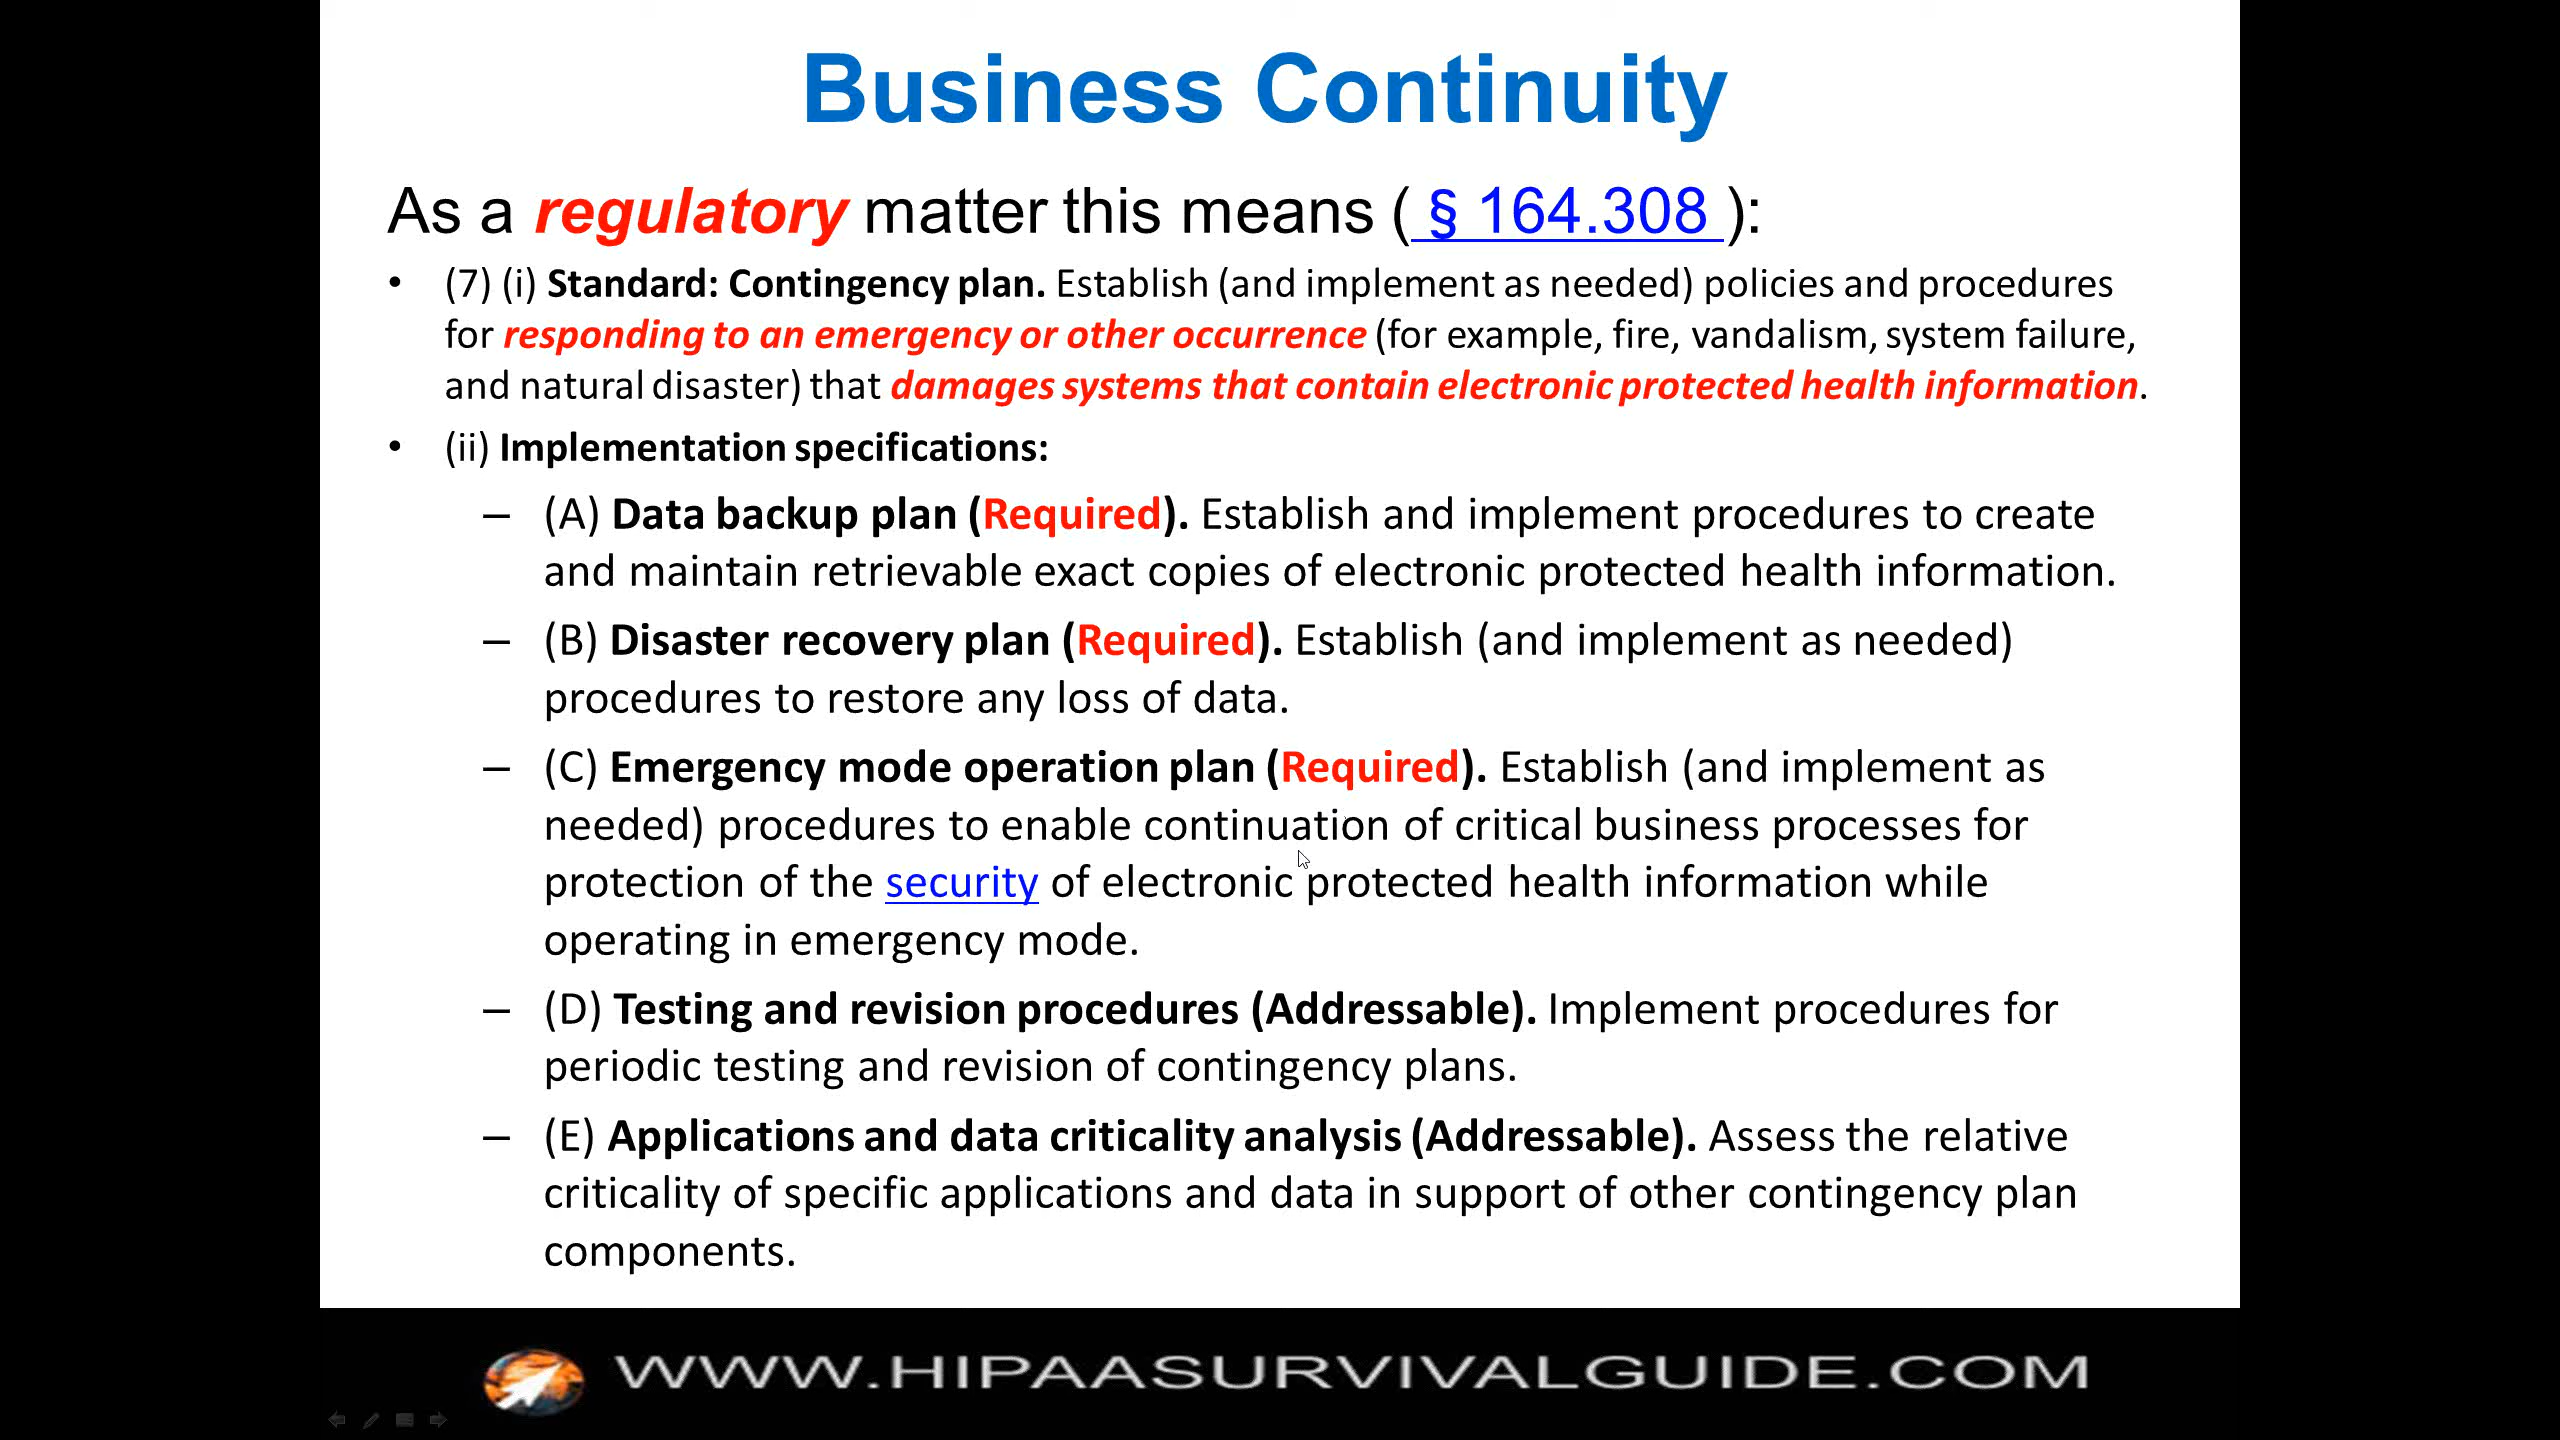 Business Continuity
As a regulatory matter this means ( § 164.308 ):
• (7) (i) Standard: Contingency plan. Establish (and implement as needed) policies and procedures
for responding to an emergency or other occurrence (for example, fire, vandalism, system failure,
and natural disaster) that damages systems that contain electronic protected health information.
• (ii) Implementation specifications:
– (A) Data backup plan (Required). Establish and implement procedures to create
and maintain retrievable exact copies of electronic protected health information.
– (B) Disaster recovery plan (Required). Establish (and implement as needed)
procedures to restore any loss of data.
– (C) Emergency mode operation plan (Required). Establish (and implement as
needed) procedures to enable continuation of critical business processes for
protection of the security of electronic protected health information while
operating in emergency mode.
– (D) Testing and revision procedures (Addressable). Implement procedures for
periodic testing and revision of contingency plans.
– (E) Applications and data criticality analysis (Addressable). Assess the relative
criticality of specific applications and data in support of other contingency plan
components.
WWW.HIPAASURVIVALGUIDE.COM